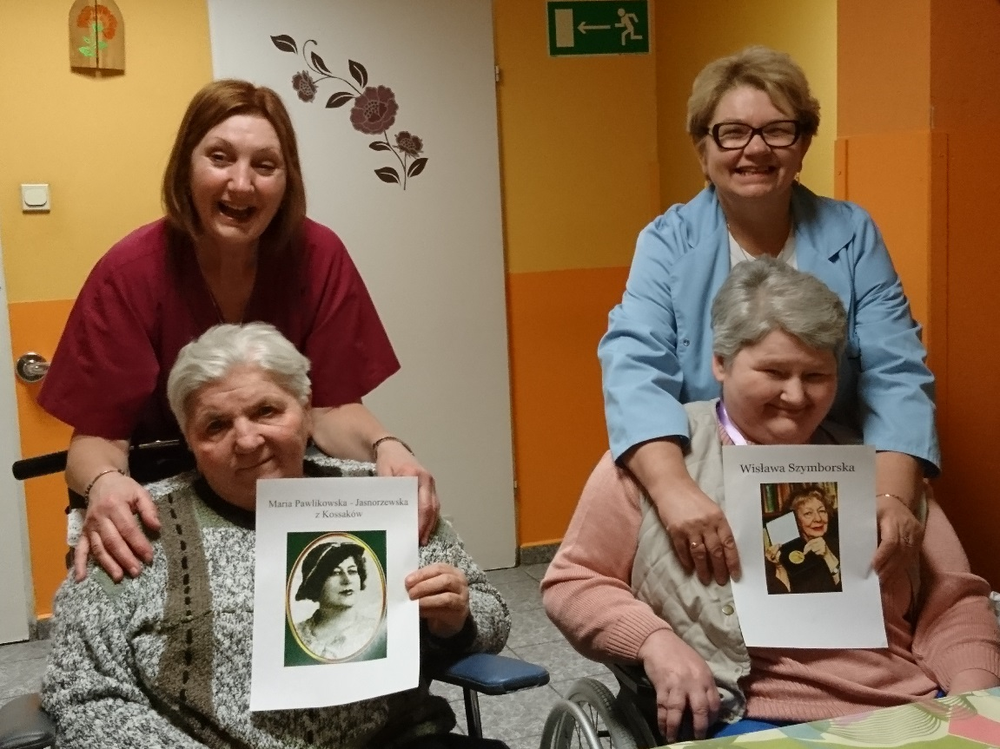 Maria Pawlikowska - Jasnorzewska
z Kossaków
Wisława Szymborska